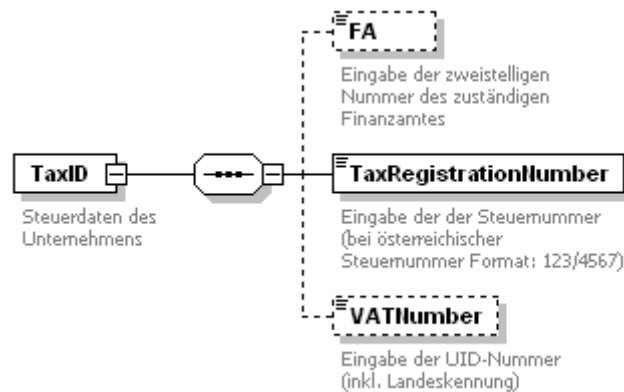 FA
Eingabe der zweistelligen
Nummer des zuständigen
Finanzamtes
TaxID
Steuerdaten des
Unternehmens
TaxRegistrationNumber
Eingabe der der Steuernummer
(bei österreichischer
Steuernummer Format: 123/4567)
VATNumber
Eingabe der UID-Nummer
(inkl. Landeskennung)